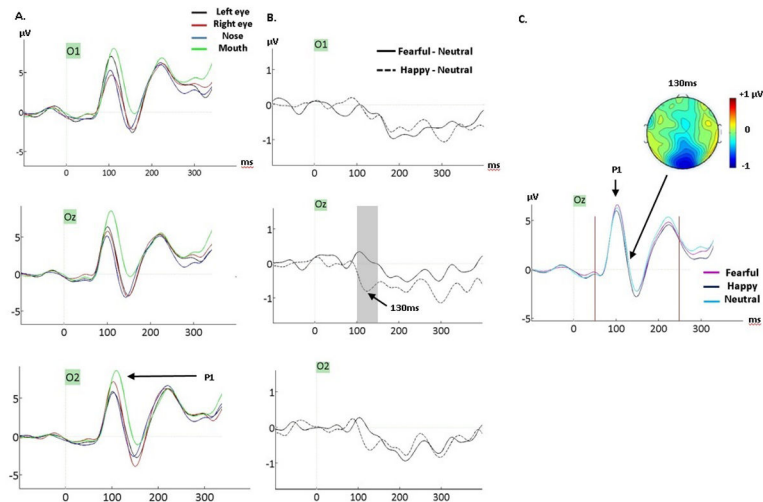 A.
µV
O1
Left eye
Right eye
Nose
Mouth
5
0
-5
0 100 200 300
ms
Oz
5
0
-5
0 100 200 300
O2
P1
5
0
-5
0 100 200 300
B.
µV
O1
Fearful - Neutral
Happy - Neutral
1
0
-1
0 100 200 300
ms
Oz
1
0
-1
130ms
0 100 200 300
O2
1
0
-1
0 100 200 300
C.
130ms
+1 µV
0
-1
P1
µV
Oz
5
0
-5
Fearful
Happy
Neutral
0 100 200 300
ms